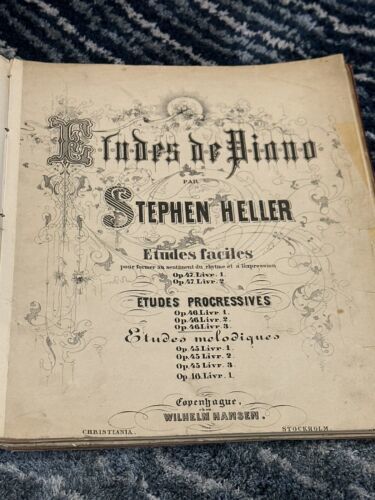 Etudes de Piano
PAR
STEPHEN HELLER
Etudes faciles
pour former au sentiment du rhytme et à l'expression
Op. 47. Livr. 1.
Op. 47. Livr. 2.
ETUDES PROGRESSIVES
Op. 46. Livr. 1.
Op. 46. Livr. 2.
Op. 46. Livr. 3.
Etudes melodiques
Op. 45. Livr. 1.
Op. 45. Livr. 2.
Op. 45. Livr. 3.
Op. 16. Livr. 1.
Copenhague,
chez
WILHELM HANSEN.
CHRISTIANIA. STOCKHOLM.